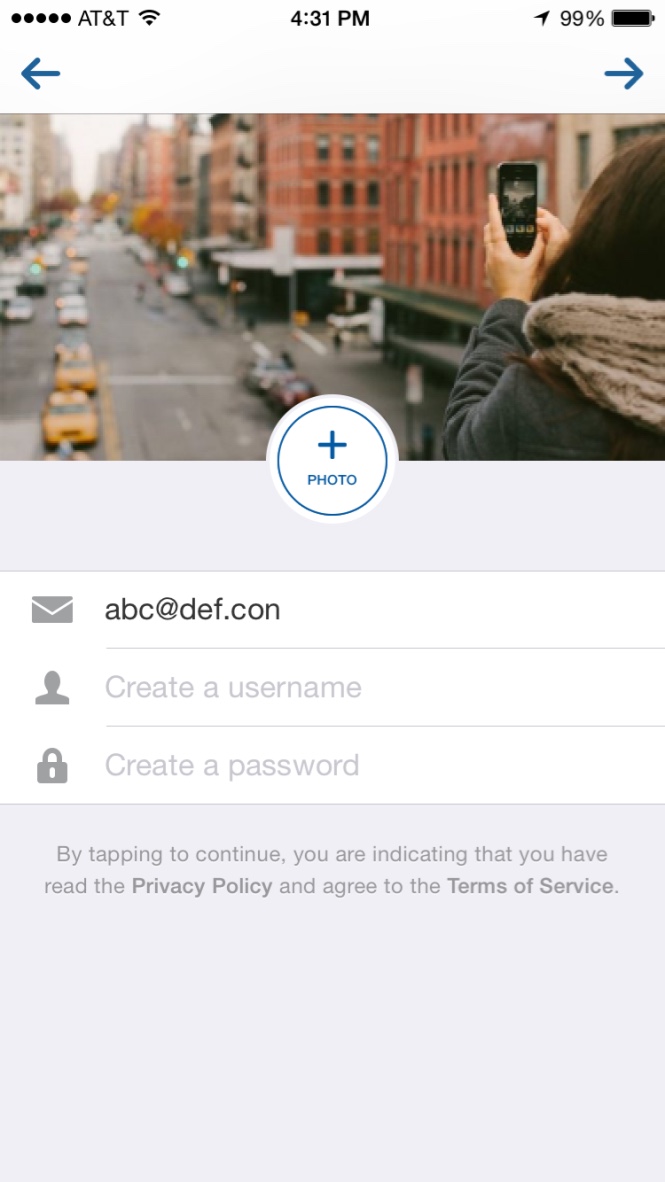 AT&T 4:31 PM 99%
PHOTO
abc@def.con
Create a username
Create a password
By tapping to continue, you are indicating that you have
read the Privacy Policy and agree to the Terms of Service.